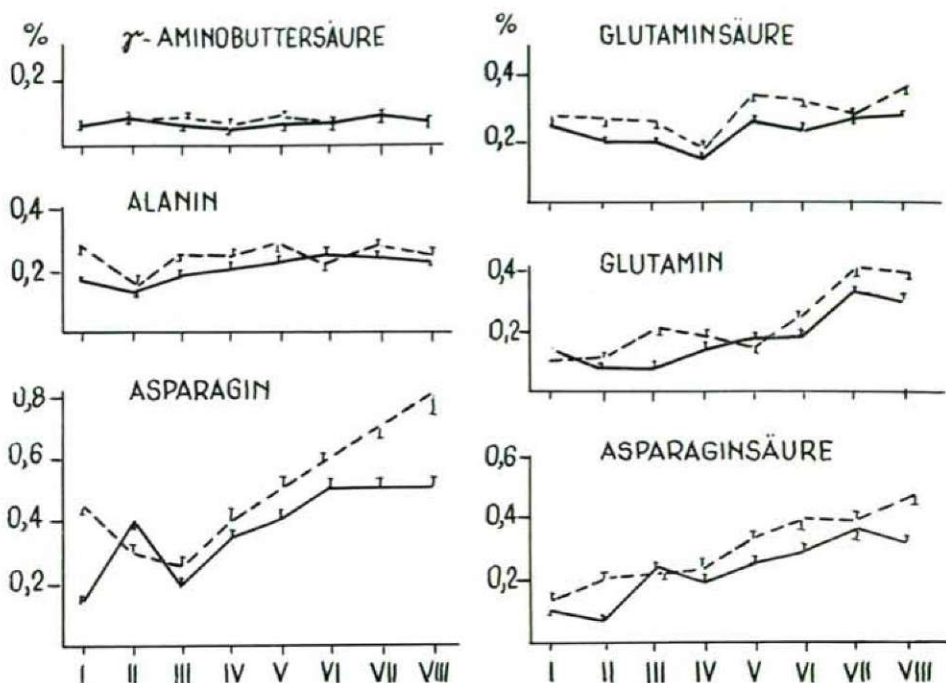 %
γ-AMINOBUTTERSÄURE
0,2
0,4
ALANIN
0,2
ASPARAGIN
0,8
0,6
0,4
0,2
I II III IV V VI VII VIII
%
GLUTAMINSÄURE
0,4
0,2
GLUTAMIN
0,4
0,2
ASPARAGINSÄURE
0,6
0,4
0,2
I II III IV V VI VII VIII